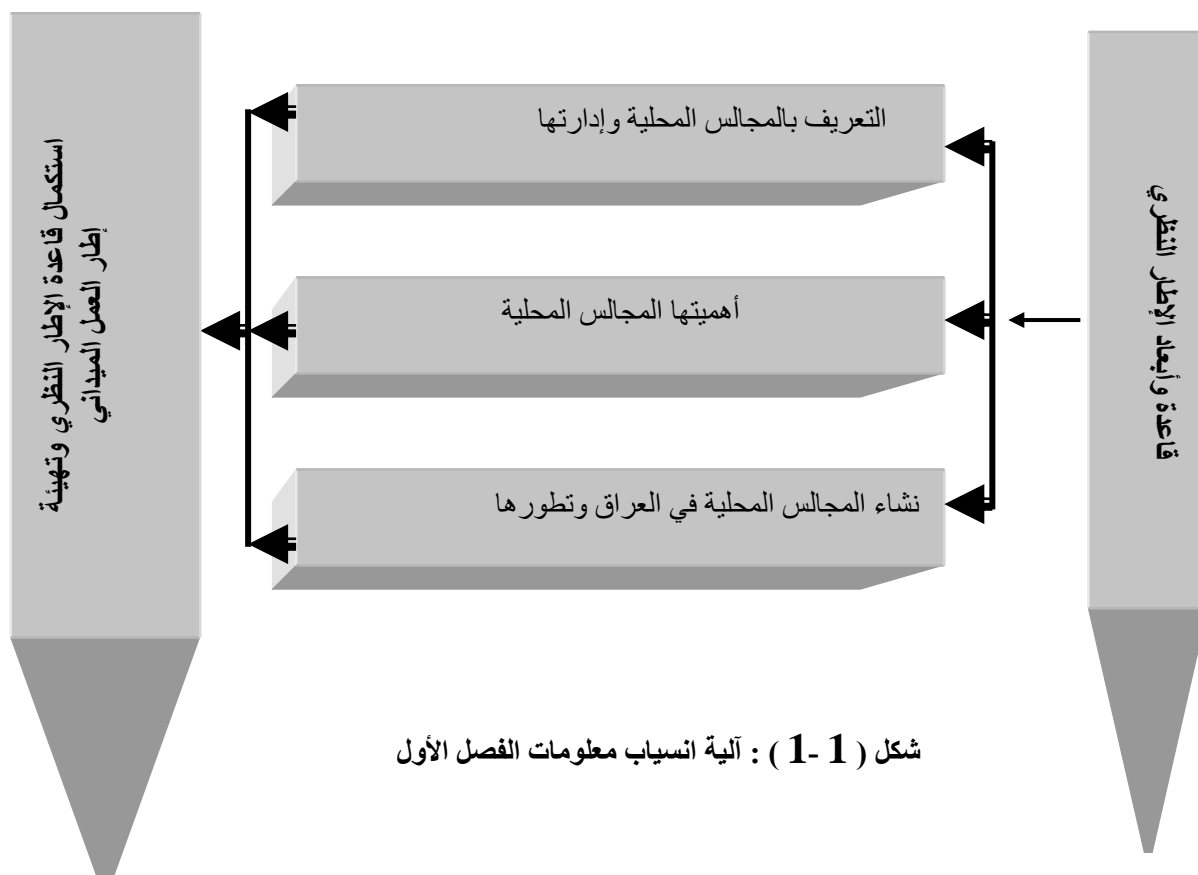 قاعدة وأبعاد الإطار النظري
التعريف بالمجالس المحلية وإدارتها
أهميتها المجالس المحلية
نشاء المجالس المحلية في العراق وتطورها
استكمال قاعدة الإطار النظري وتهيئة
إطار العمل الميداني
شكل ( 1 -1 ) : آلية انسياب معلومات الفصل الأول